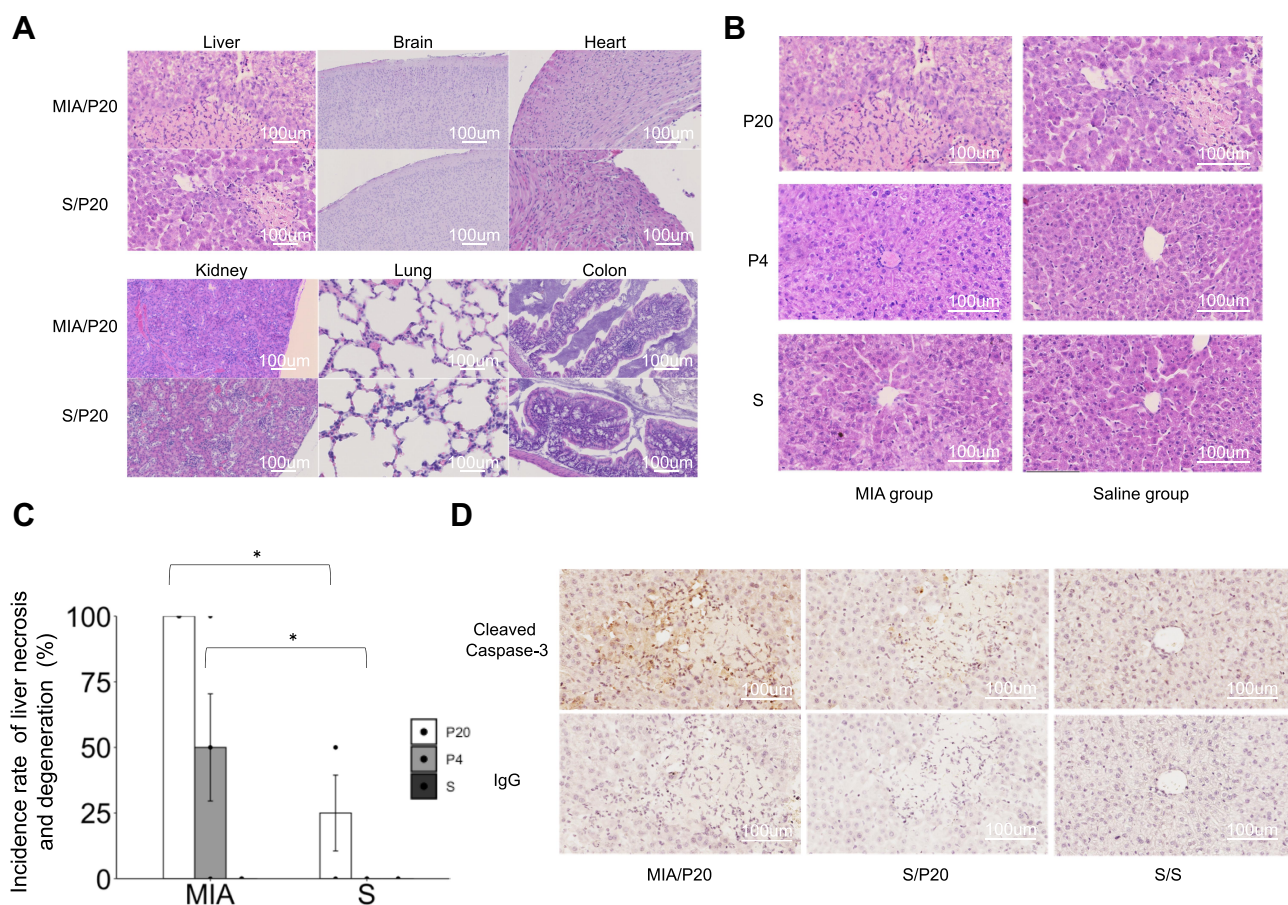 A
Liver Brain Heart
MIA/P20
100um 100um 100um
S/P20
100um 100um 100um
Kidney Lung Colon
MIA/P20
100um 100um 100um
S/P20
100um 100um 100um
B
P20
100um 100um
P4
100um 100um
S
100um 100um
MIA group Saline group
C
Incidence rate of liver necrosis
and degeneration (%)
*
*
100
75
50
25
0
MIA S
P20
P4
S
D
Cleaved
Caspase-3
100um 100um 100um
IgG
100um 100um 100um
MIA/P20 S/P20 S/S